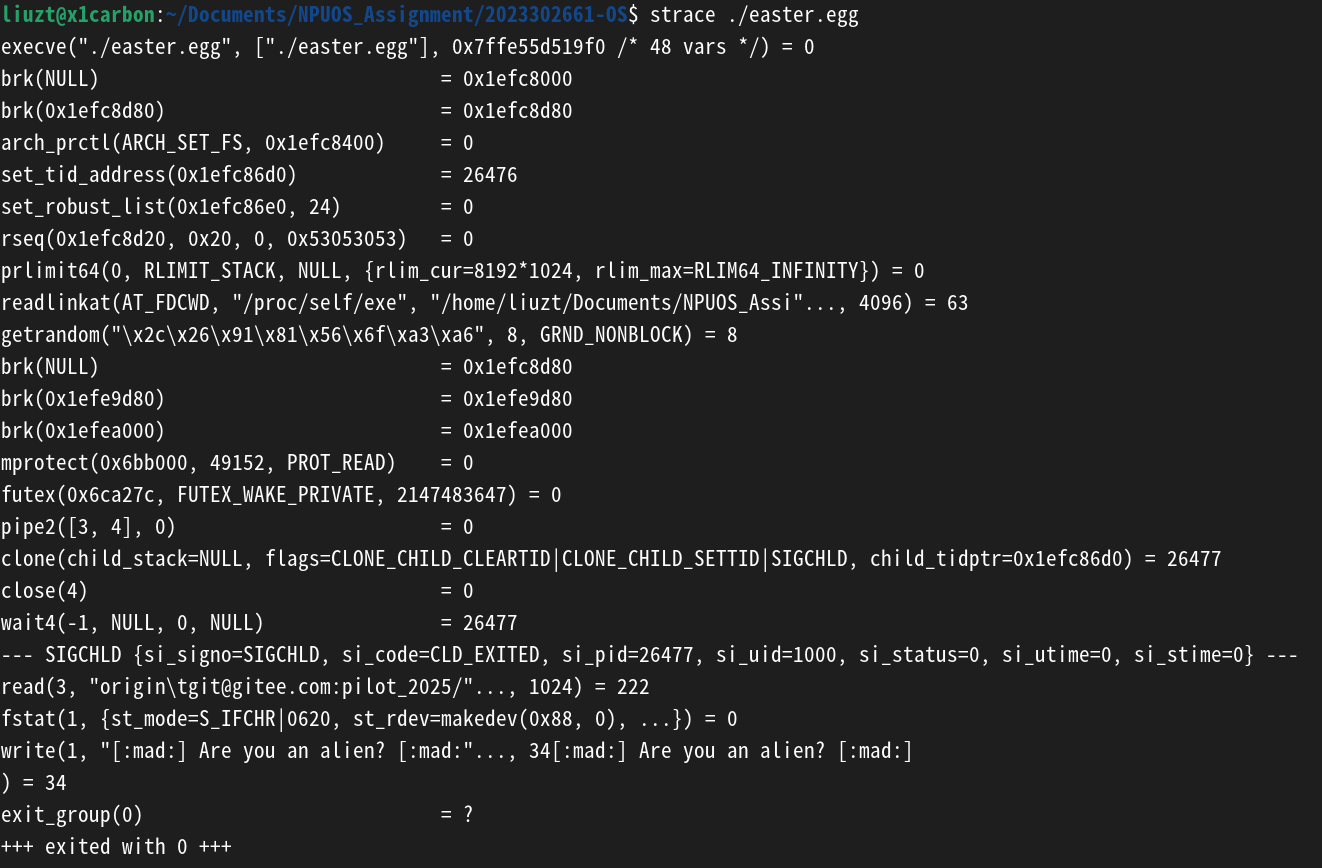 liuzt@x1carbon:~/Documents/NPUOS_Assignment/2023302661-OS$ strace ./easter.egg
execve("./easter.egg", ["./easter.egg"], 0x7ffe55d519f0 /* 48 vars */) = 0
brk(NULL)                               = 0x1efc8000
brk(0x1efc8d80)                         = 0x1efc8d80
arch_prctl(ARCH_SET_FS, 0x1efc8400)     = 0
set_tid_address(0x1efc86d0)             = 26476
set_robust_list(0x1efc86e0, 24)         = 0
rseq(0x1efc8d20, 0x20, 0, 0x53053053)   = 0
prlimit64(0, RLIMIT_STACK, NULL, {rlim_cur=8192*1024, rlim_max=RLIM64_INFINITY}) = 0
readlinkat(AT_FDCWD, "/proc/self/exe", "/home/liuzt/Documents/NPUOS_Assi"..., 4096) = 63
getrandom("\x2c\x26\x91\x81\x56\x6f\xa3\xa6", 8, GRND_NONBLOCK) = 8
brk(NULL)                               = 0x1efc8d80
brk(0x1efe9d80)                         = 0x1efe9d80
brk(0x1efea000)                         = 0x1efea000
mprotect(0x6bb000, 49152, PROT_READ)    = 0
futex(0x6ca27c, FUTEX_WAKE_PRIVATE, 2147483647) = 0
pipe2([3, 4], 0)                        = 0
clone(child_stack=NULL, flags=CLONE_CHILD_CLEARTID|CLONE_CHILD_SETTID|SIGCHLD, child_tidptr=0x1efc86d0) = 26477
close(4)                                = 0
wait4(-1, NULL, 0, NULL)                = 26477
--- SIGCHLD {si_signo=SIGCHLD, si_code=CLD_EXITED, si_pid=26477, si_uid=1000, si_status=0, si_utime=0, si_stime=0} ---
read(3, "origin\tgit@gitee.com:pilot_2025/"..., 1024) = 222
fstat(1, {st_mode=S_IFCHR|0620, st_rdev=makedev(0x88, 0), ...}) = 0
write(1, "[:mad:] Are you an alien? [:mad:"..., 34[:mad:] Are you an alien? [:mad:]
) = 34
exit_group(0)                           = ?
+++ exited with 0 +++